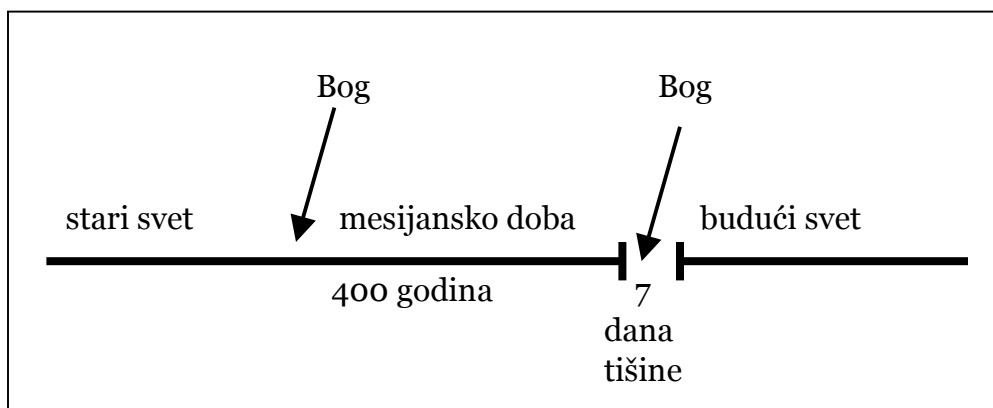 Bog
Bog
stari svet
mesijansko doba
budući svet
400 godina
7
dana
tišine